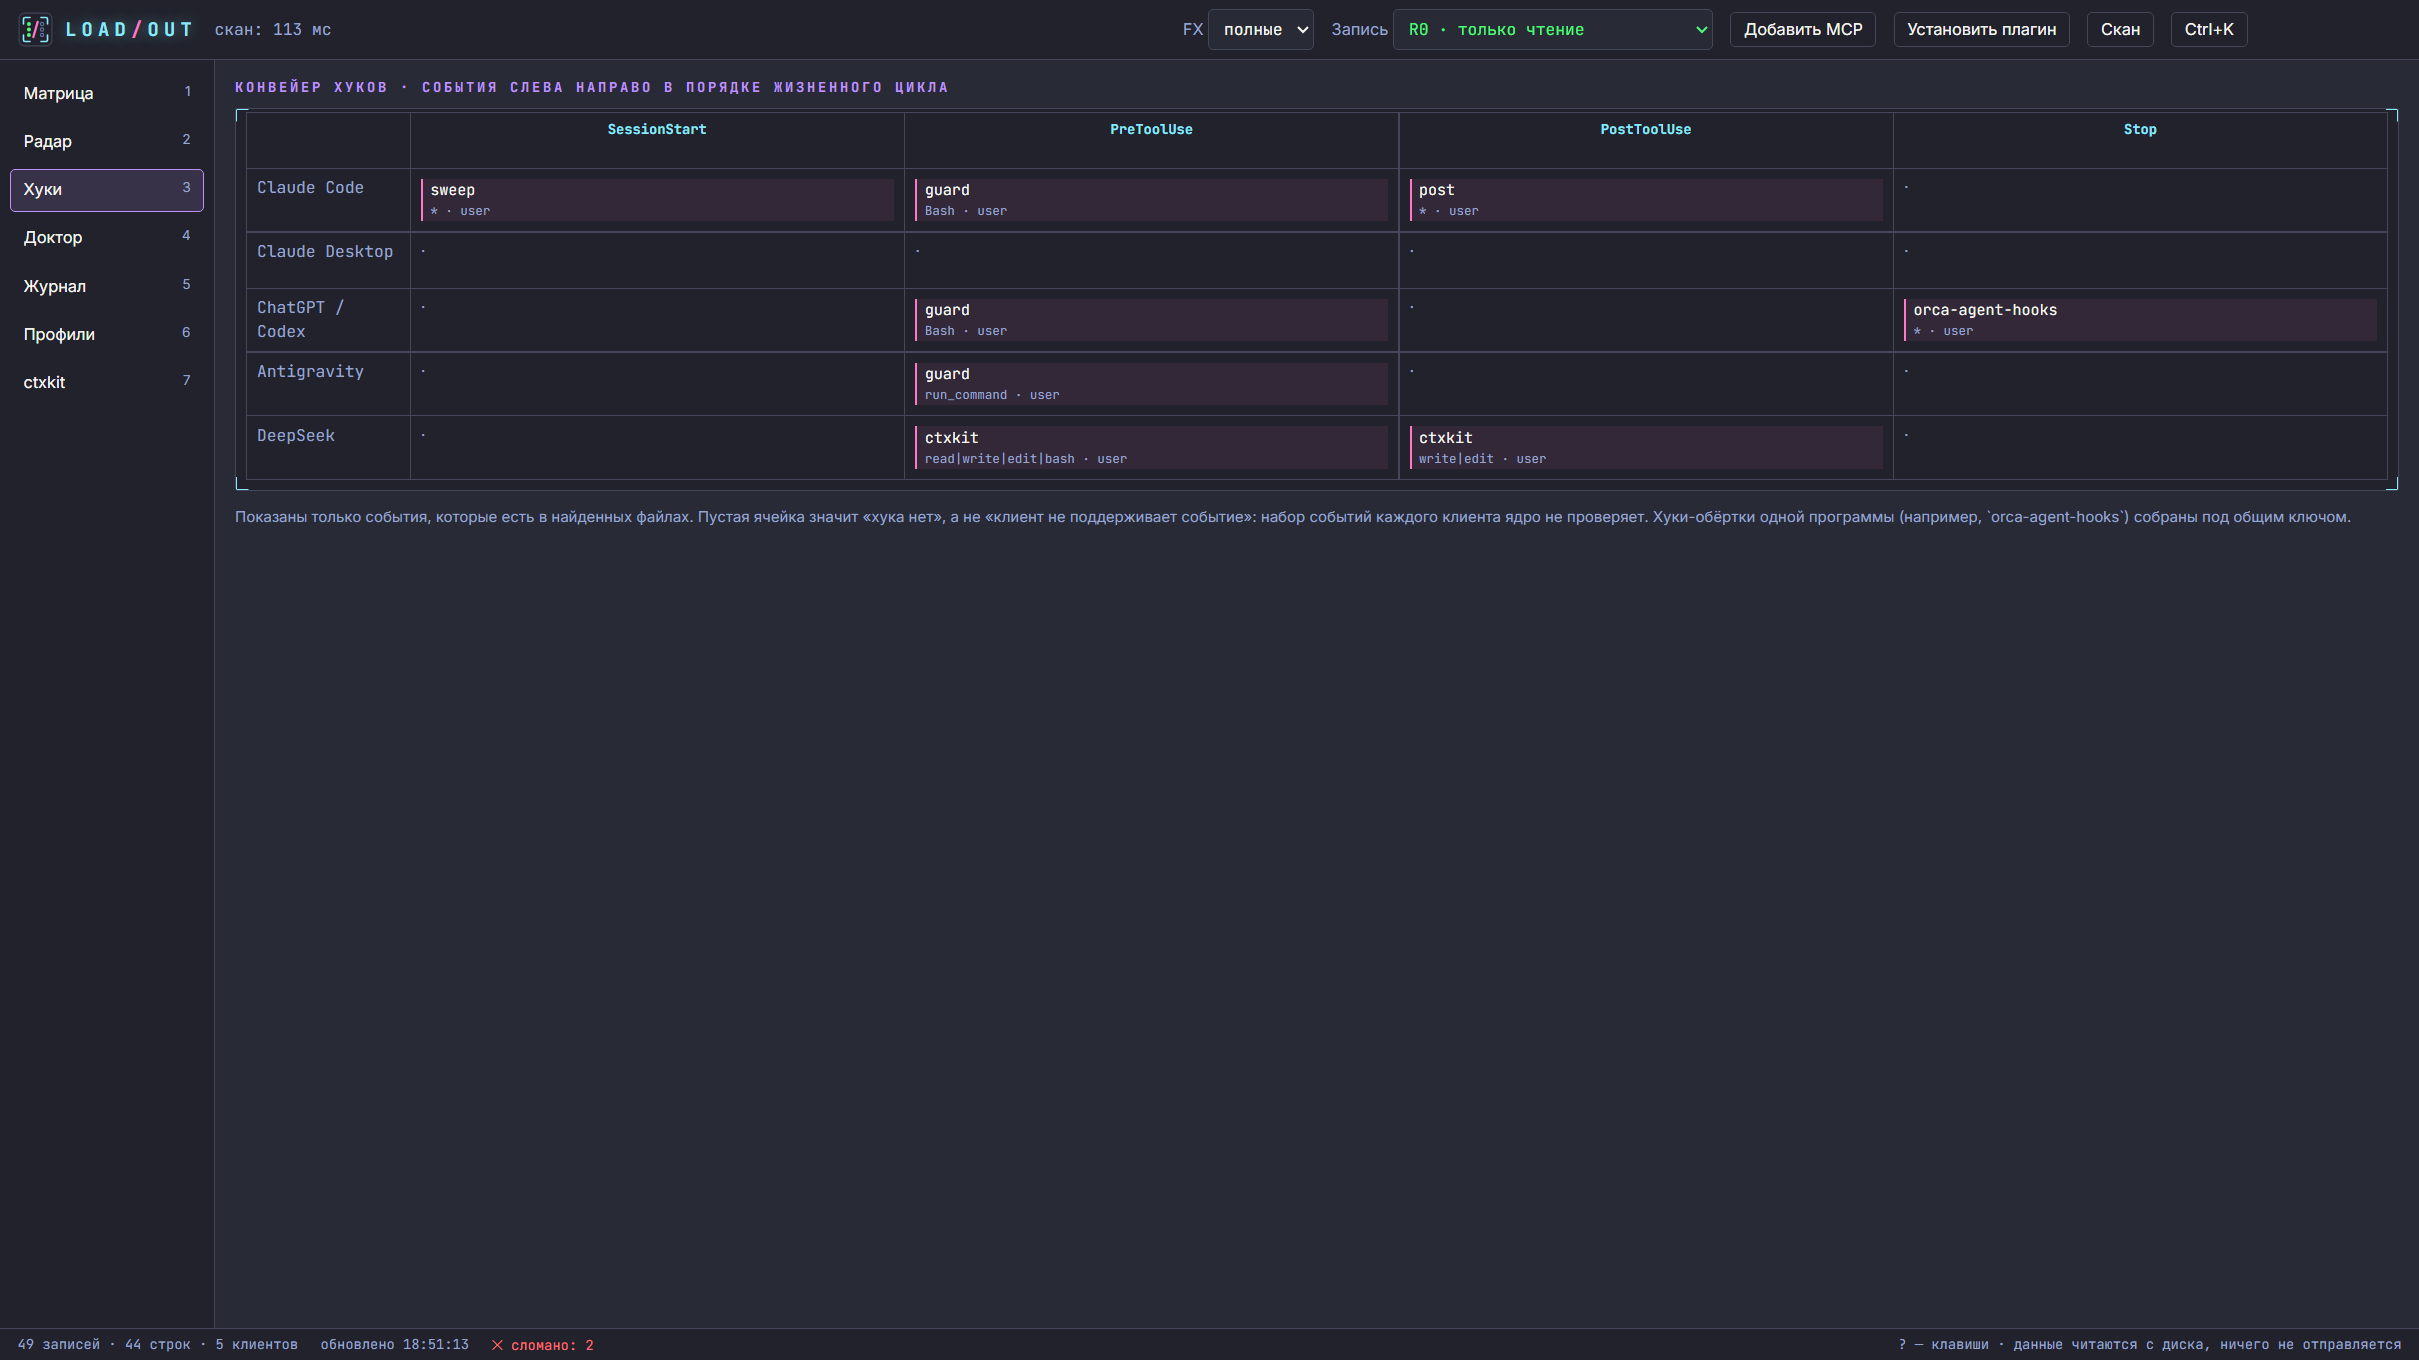 LOAD/OUT скан: 113 мс FX полные Запись R0 · только чтение Добавить MCP Установить плагин Скан Ctrl+K
Матрица 1
Радар 2
Хуки 3
Доктор 4
Журнал 5
Профили 6
ctxkit 7
КОНВЕЙЕР ХУКОВ · СОБЫТИЯ СЛЕВА НАПРАВО В ПОРЯДКЕ ЖИЗНЕННОГО ЦИКЛА
SessionStart PreToolUse PostToolUse Stop
Claude Code sweep guard post ·
* · user Bash · user * · user
Claude Desktop · · · ·
ChatGPT / · guard · orca-agent-hooks
Codex Bash · user * · user
Antigravity · guard · ·
run_command · user
DeepSeek · ctxkit ctxkit ·
read|write|edit|bash · user write|edit · user
Показаны только события, которые есть в найденных файлах. Пустая ячейка значит «хука нет», а не «клиент не поддерживает событие»: набор событий каждого клиента ядро не проверяет. Хуки-обёртки одной программы (например, `orca-agent-hooks`) собраны под общим ключом.
49 записей · 44 строк · 5 клиентов обновлено 18:51:13 ✕ сломано: 2 ? — клавиши · данные читаются с диска, ничего не отправляется